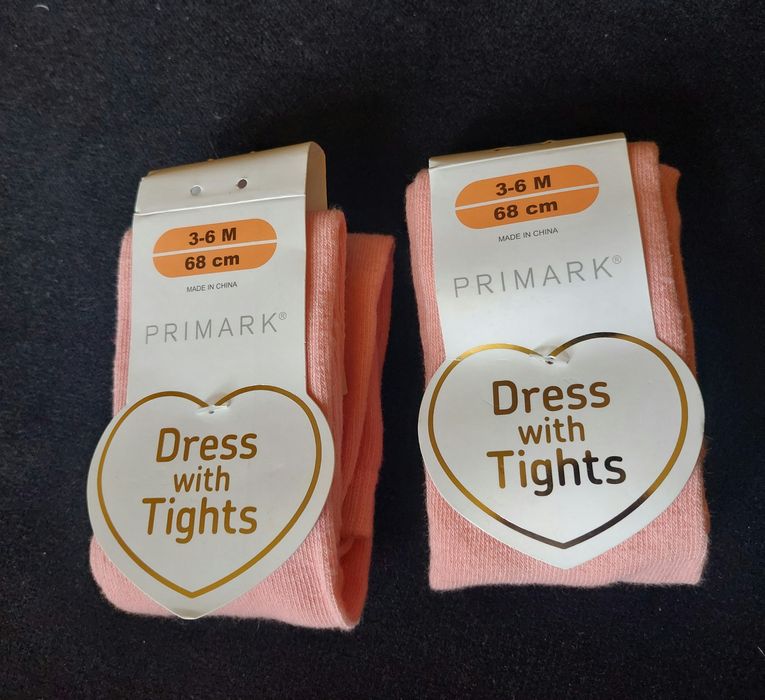 3-6 M
68 cm
MADE IN CHINA
PRIMARK®
Dress
with
Tights
3-6 M
68 cm
MADE IN CHINA
PRIMARK®
Dress
with
Tights